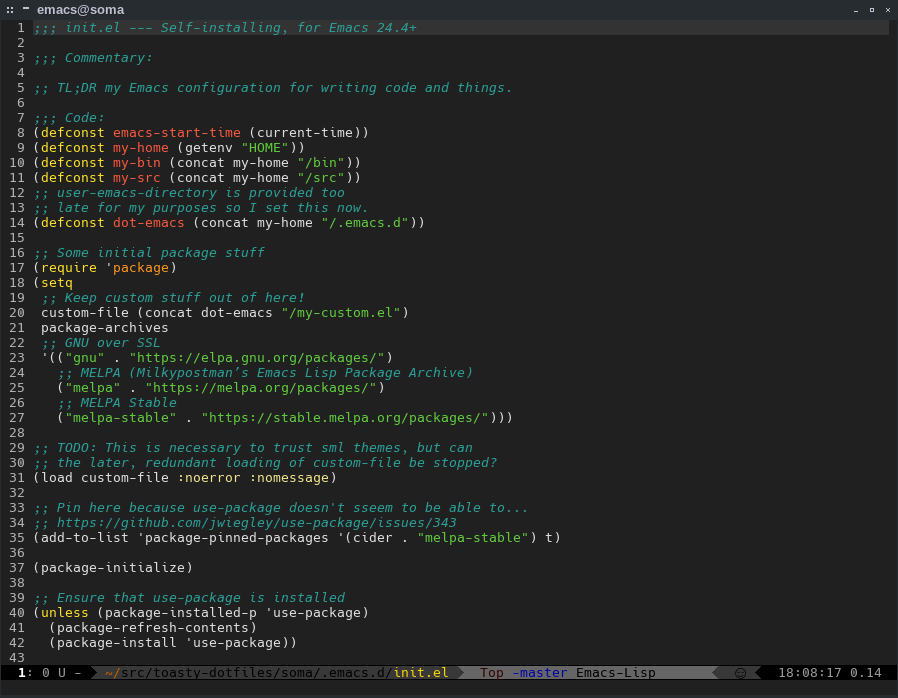 emacs@soma
1 ;;; init.el --- Self-installing, for Emacs 24.4+
2
3 ;;; Commentary:
4
5 ;; TL;DR my Emacs configuration for writing code and things.
6
7 ;;; Code:
8 (defconst emacs-start-time (current-time))
9 (defconst my-home (getenv "HOME"))
10 (defconst my-bin (concat my-home "/bin"))
11 (defconst my-src (concat my-home "/src"))
12 ;; user-emacs-directory is provided too
13 ;; late for my purposes so I set this now.
14 (defconst dot-emacs (concat my-home "/.emacs.d"))
15
16 ;; Some initial package stuff
17 (require 'package)
18 (setq
19  ;; Keep custom stuff out of here!
20  custom-file (concat dot-emacs "/my-custom.el")
21  package-archives
22  ;; GNU over SSL
23  '(("gnu" . "https://elpa.gnu.org/packages/")
24    ;; MELPA (Milkypostman's Emacs Lisp Package Archive)
25    ("melpa" . "https://melpa.org/packages/")
26    ;; MELPA Stable
27    ("melpa-stable" . "https://stable.melpa.org/packages/")))
28
29 ;; TODO: This is necessary to trust sml themes, but can
30 ;; the later, redundant loading of custom-file be stopped?
31 (load custom-file :noerror :nomessage)
32
33 ;; Pin here because use-package doesn't sseem to be able to...
34 ;; https://github.com/jwiegley/use-package/issues/343
35 (add-to-list 'package-pinned-packages '(cider . "melpa-stable") t)
36
37 (package-initialize)
38
39 ;; Ensure that use-package is installed
40 (unless (package-installed-p 'use-package)
41   (package-refresh-contents)
42   (package-install 'use-package))
43
1: 0 U - ~/src/toasty-dotfiles/soma/.emacs.d/init.el Top -master Emacs-Lisp 18:08:17 0.14